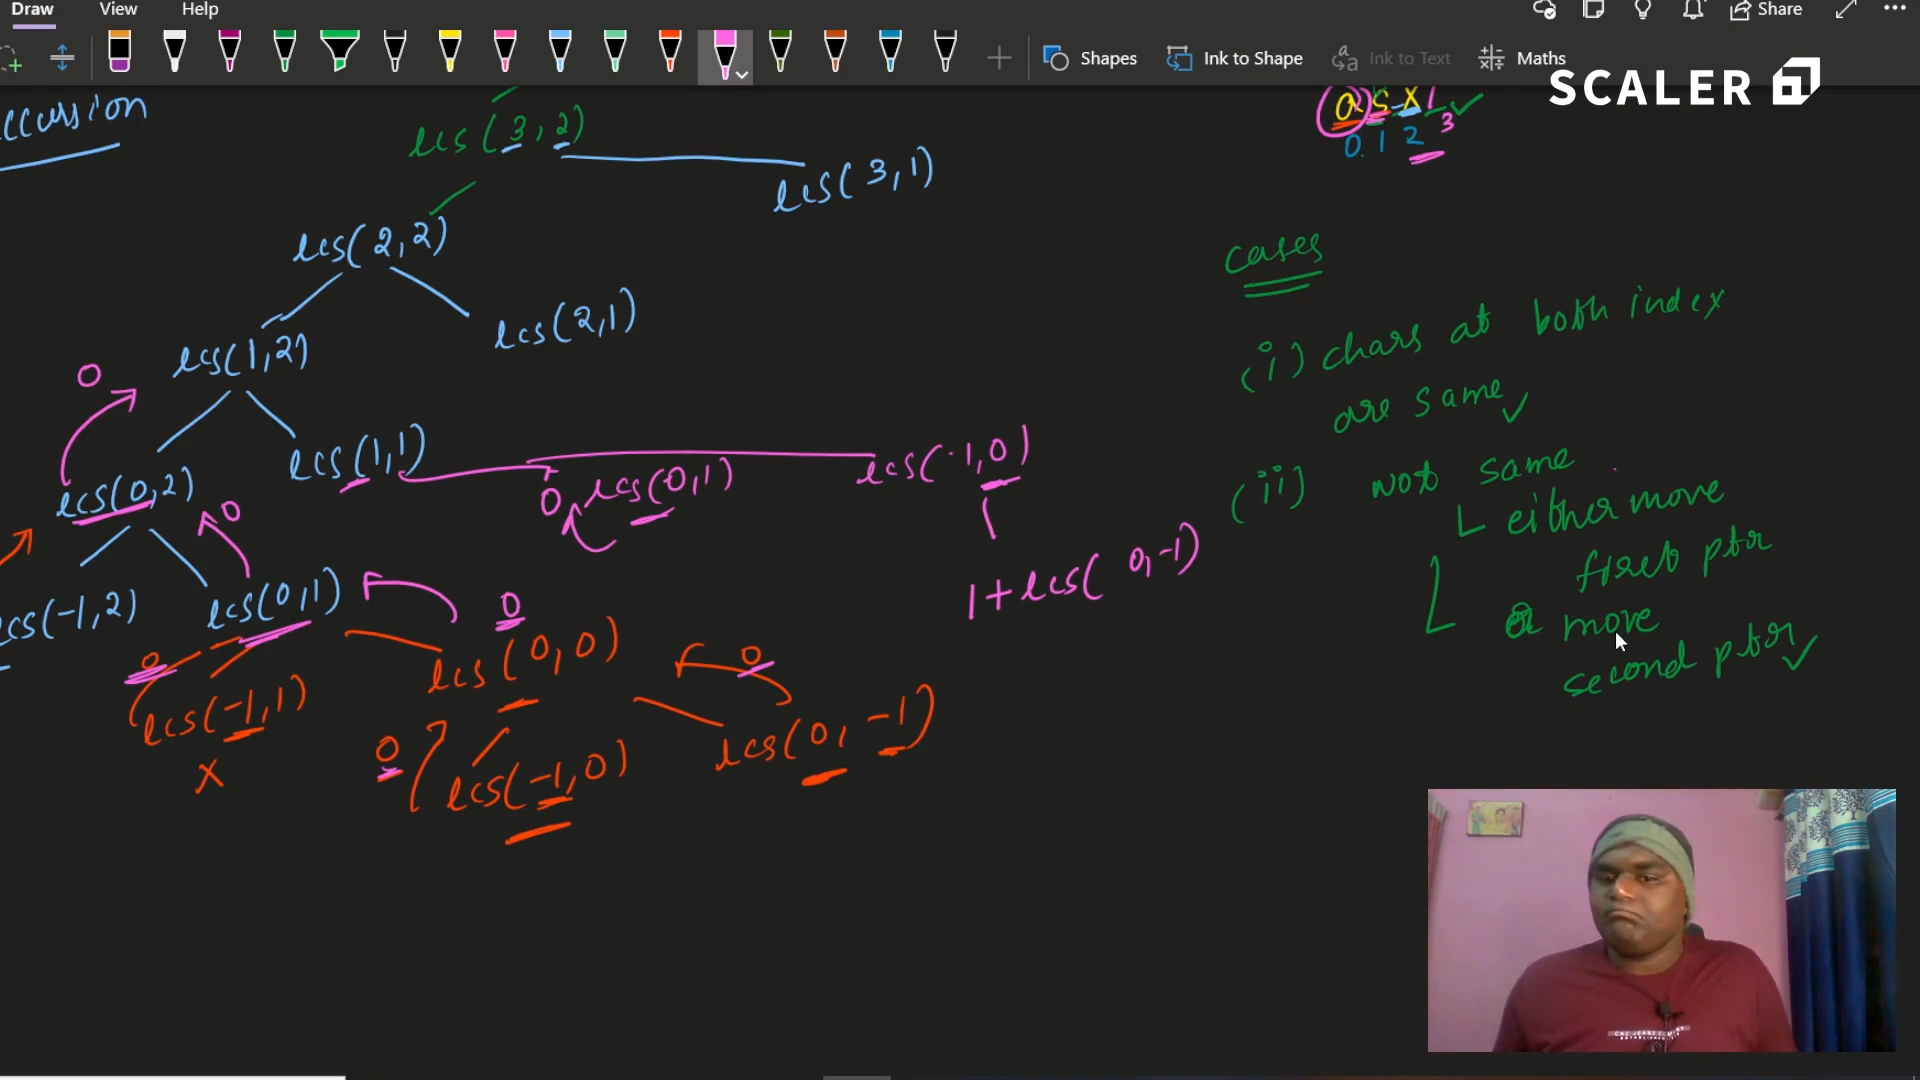 Draw View Help
Share
Shapes Ink to Shape Ink to Text Maths
SCALER
a s x 1
0 1 2 3
lcs(3,2)
lcs(3,1)
lcs(2,2)
lcs(1,2)
lcs(2,1)
0
lcs(0,2)
lcs(1,1)
0
lcs(0,1)
lcs(-1,0)
0
1+lcs(0,-1)
lcs(0,1)
0
lcs(0,0)
0
0
lcs(-1,1)
X
0
lcs(-1,0)
lcs(0,-1)
cases
(i) chars at both index
are same
(ii) not same
either move
first ptr
move
second ptr